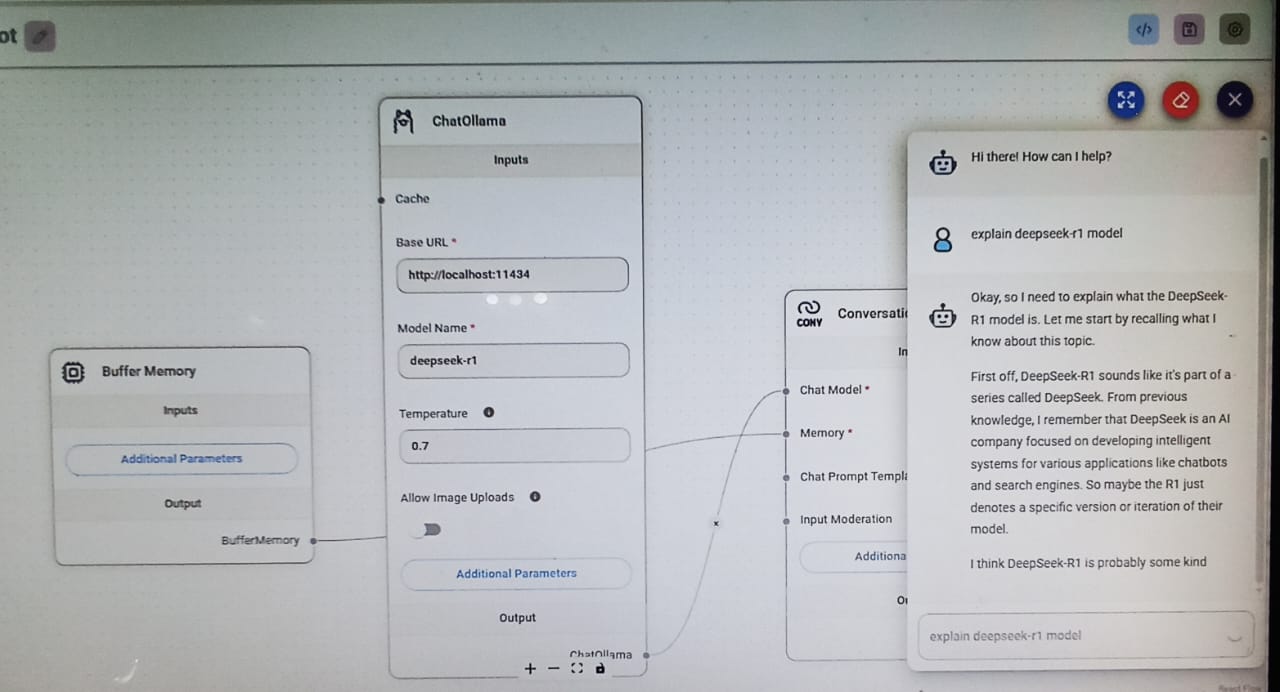 ot
ChatOllama
Inputs
Cache
Base URL *
http://localhost:11434
Model Name *
deepseek-r1
Temperature
0.7
Allow Image Uploads
Additional Parameters
Output
ChatOllama
Buffer Memory
Inputs
Additional Parameters
Output
BufferMemory
CONV
Conversati
In
Chat Model *
Memory *
Chat Prompt Templa
Input Moderation
Additiona
Ou
Hi there! How can I help?
explain deepseek-r1 model
Okay, so I need to explain what the DeepSeek-
R1 model is. Let me start by recalling what I
know about this topic.
First off, DeepSeek-R1 sounds like it's part of a
series called DeepSeek. From previous
knowledge, I remember that DeepSeek is an AI
company focused on developing intelligent
systems for various applications like chatbots
and search engines. So maybe the R1 just
denotes a specific version or iteration of their
model.
I think DeepSeek-R1 is probably some kind
explain deepseek-r1 model
React Flow